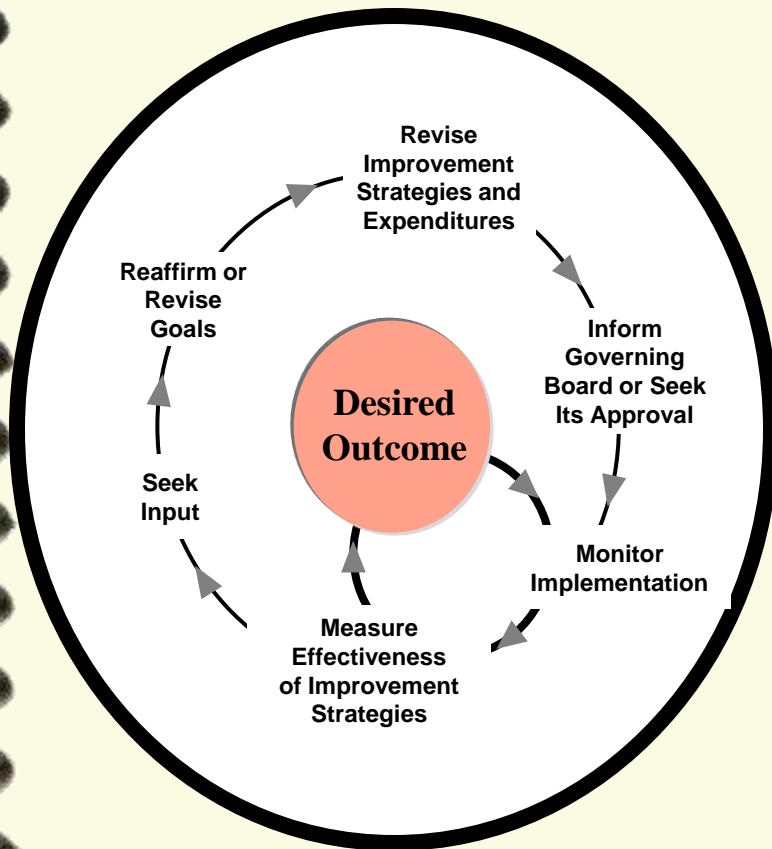 Revise
Improvement
Strategies and
Expenditures
Reaffirm or
Revise
Goals
Inform
Governing
Board or Seek
Its Approval
Desired
Outcome
Seek
Input
Monitor
Implementation
Measure
Effectiveness
of Improvement
Strategies